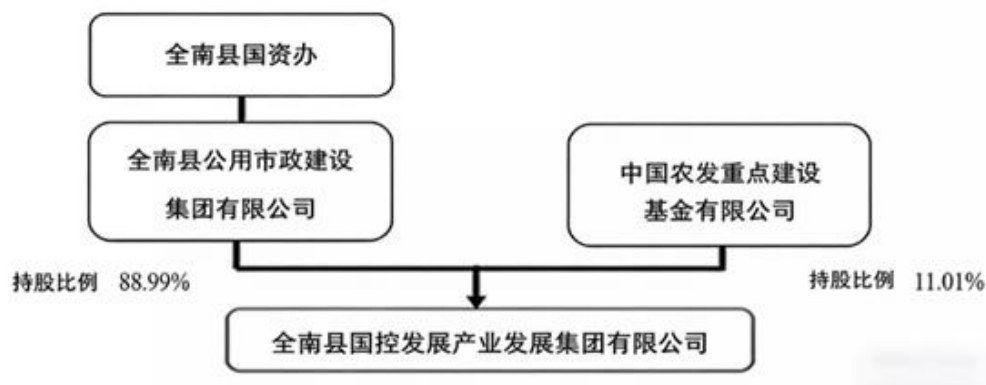 全南县国资办
全南县公用市政建设
集团有限公司
中国农发重点建设
基金有限公司
持股比例 88.99%
持股比例 11.01%
全南县国控发展产业发展集团有限公司